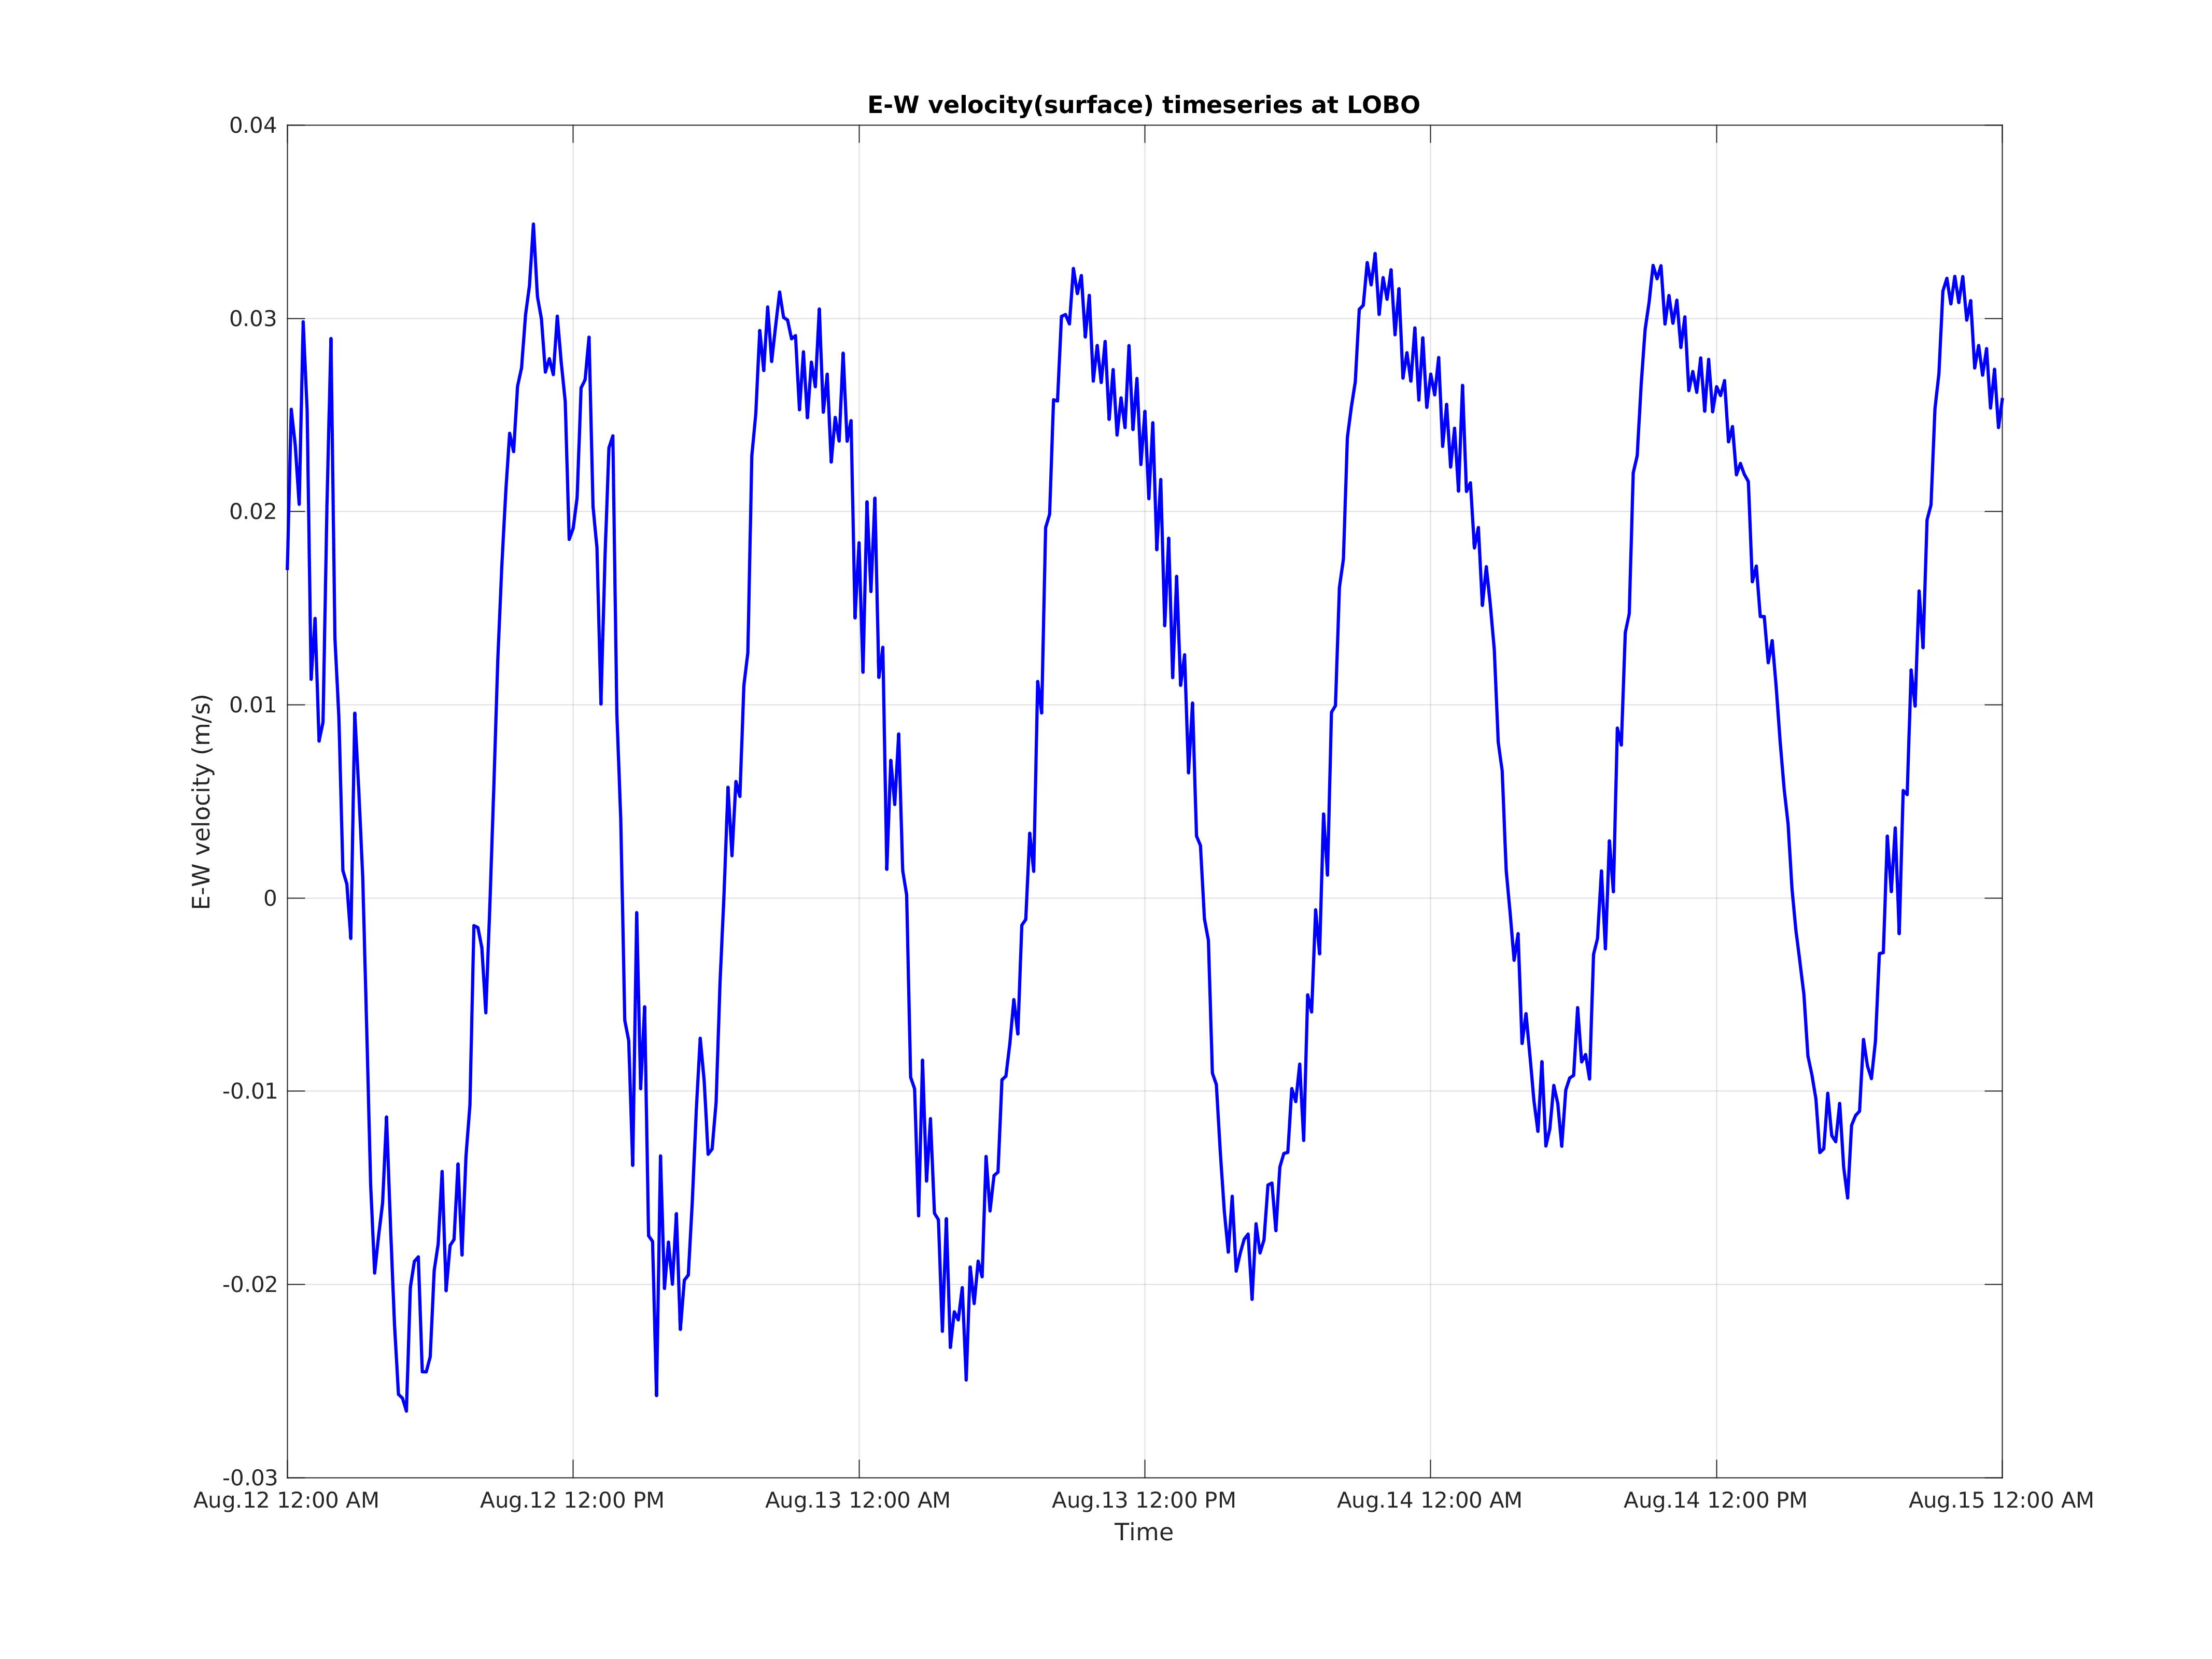 E-W velocity(surface) timeseries at LOBO
0.04
0.03
0.02
0.01
0
-0.01
-0.02
-0.03
E-W velocity (m/s)
Aug.12 12:00 AM Aug.12 12:00 PM Aug.13 12:00 AM Aug.13 12:00 PM Aug.14 12:00 AM Aug.14 12:00 PM Aug.15 12:00 AM
Time